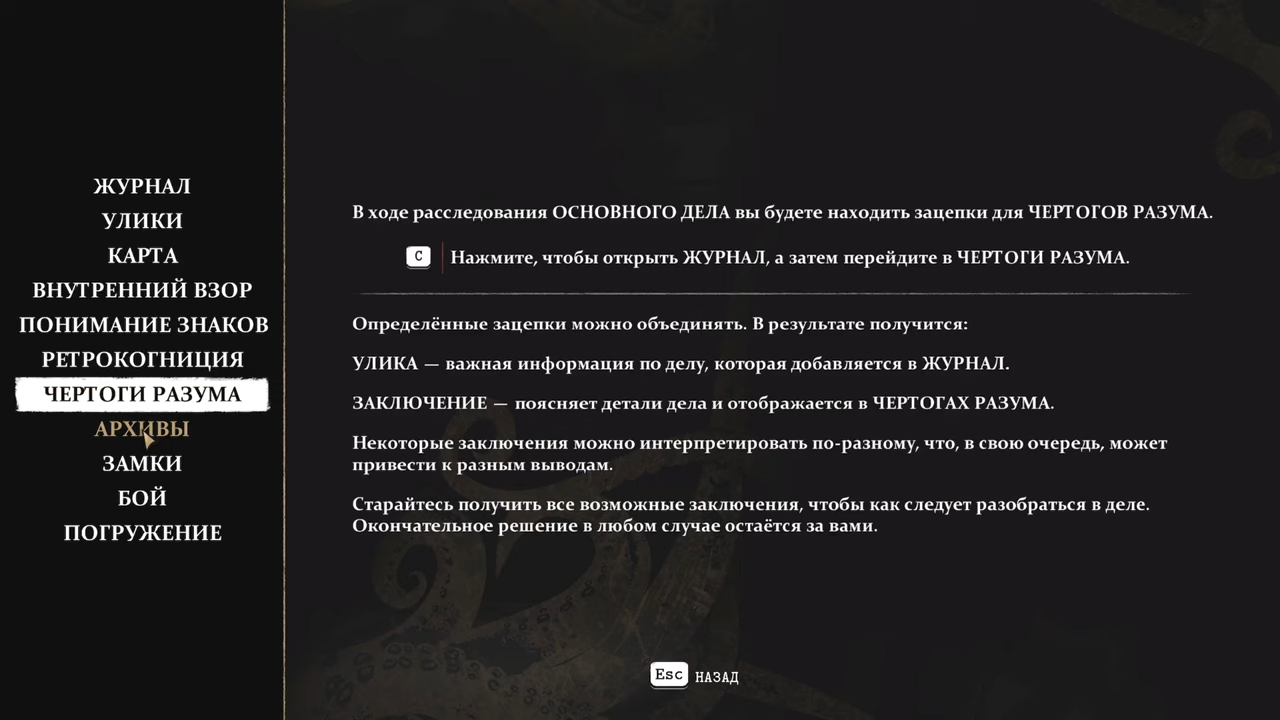 ЖУРНАЛ
УЛИКИ
КАРТА
ВНУТРЕННИЙ ВЗОР
ПОНИМАНИЕ ЗНАКОВ
РЕТРОКОГНИЦИЯ
ЧЕРТОГИ РАЗУМА
АРХИВЫ
ЗАМКИ
БОЙ
ПОГРУЖЕНИЕ
В ходе расследования ОСНОВНОГО ДЕЛА вы будете находить зацепки для ЧЕРТОГОВ РАЗУМА.
C Нажмите, чтобы открыть ЖУРНАЛ, а затем перейдите в ЧЕРТОГИ РАЗУМА.
Определённые зацепки можно объединять. В результате получится:
УЛИКА — важная информация по делу, которая добавляется в ЖУРНАЛ.
ЗАКЛЮЧЕНИЕ — поясняет детали дела и отображается в ЧЕРТОГАХ РАЗУМА.
Некоторые заключения можно интерпретировать по-разному, что, в свою очередь, может
привести к разным выводам.
Старайтесь получить все возможные заключения, чтобы как следует разобраться в деле.
Окончательное решение в любом случае остаётся за вами.
Esc НАЗАД